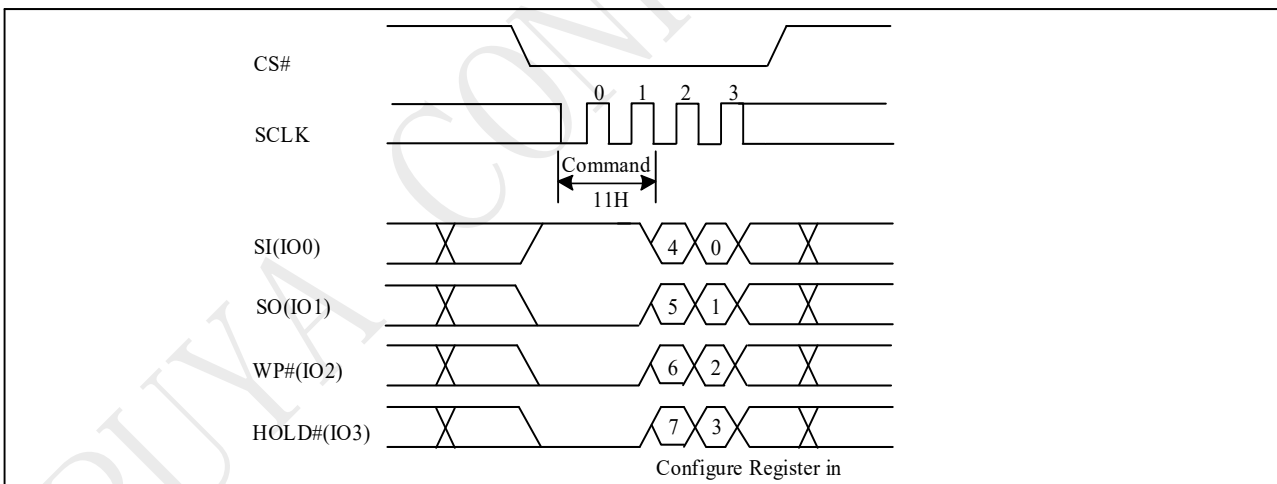 CS#
0 1 2 3
SCLK
Command
11H
SI(IO0) 4 0
SO(IO1) 5 1
WP#(IO2) 6 2
HOLD#(IO3) 7 3
Configure Register in